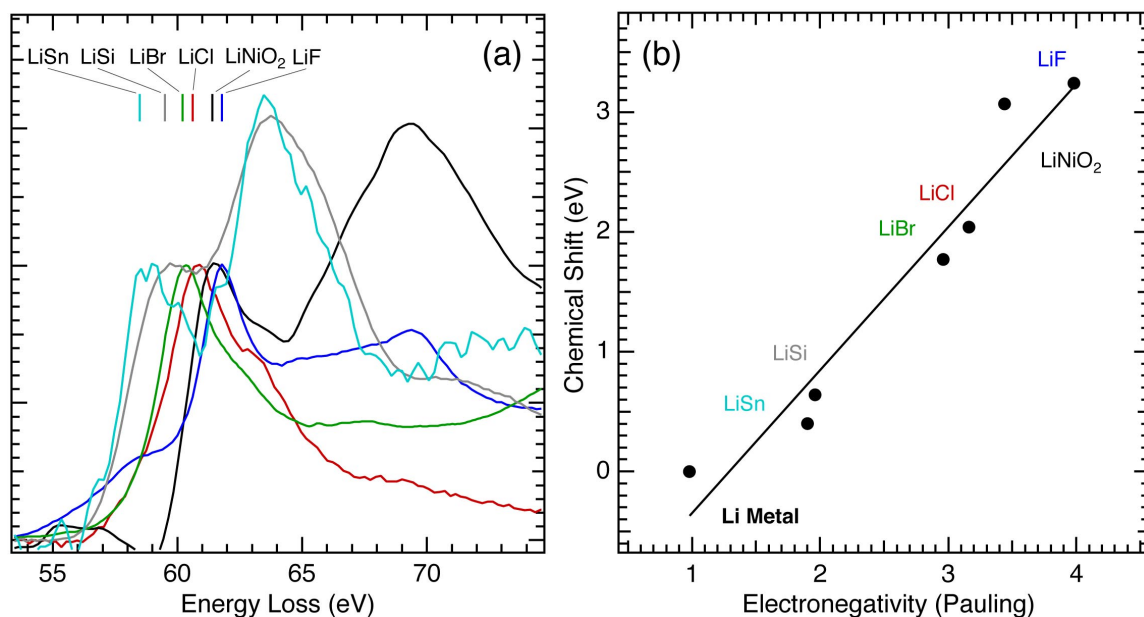 (a)
LiSn LiSi LiBr LiCl LiNiO₂ LiF
55 60 65 70
Energy Loss (eV)
(b)
LiF
3
LiNiO₂
LiCl
LiBr
2
Chemical Shift (eV)
1
LiSi
LiSn
0
Li Metal
1 2 3 4
Electronegativity (Pauling)